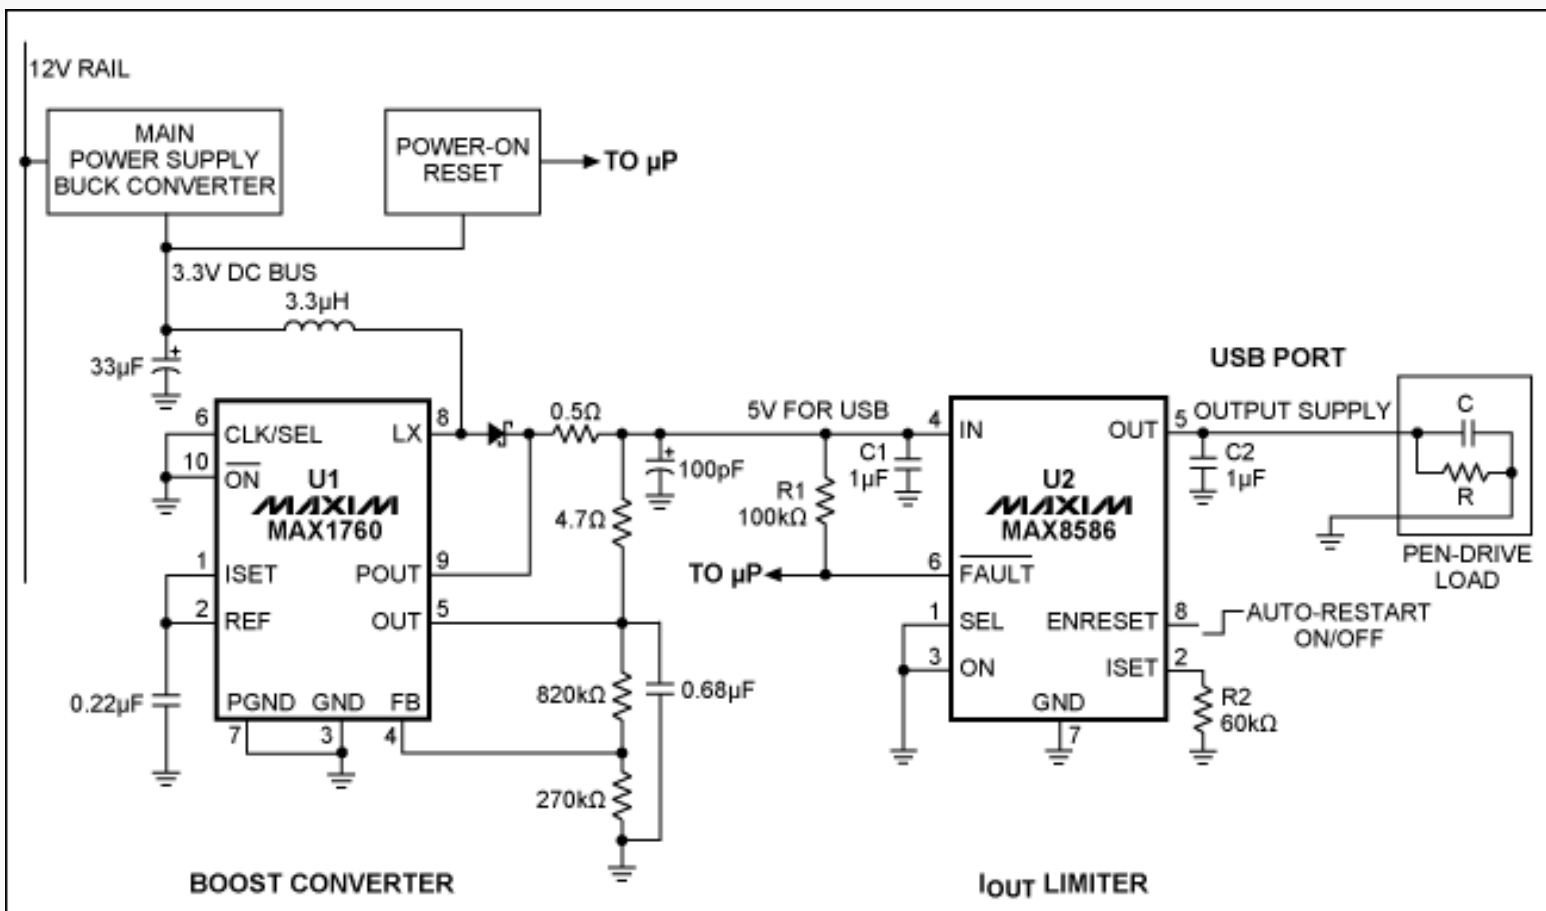 12V RAIL
MAIN
POWER SUPPLY
BUCK CONVERTER
POWER-ON
RESET
TO µP
3.3V DC BUS
3.3µH
33µF
+
6
CLK/SEL
10
ON
U1
MAXIM
MAX1760
LX
8
1
ISET
2
REF
POUT
9
OUT
5
PGND
GND
FB
7
3
4
0.22µF
0.5Ω
4.7Ω
+
100pF
820kΩ
0.68µF
270kΩ
BOOST CONVERTER
5V FOR USB
R1
100kΩ
C1
1µF
TO µP
4
IN
OUT
5
U2
MAXIM
MAX8586
6
FAULT
1
SEL
3
ON
ENRESET
8
ISET
2
GND
7
OUTPUT SUPPLY
C2
1µF
USB PORT
C
R
PEN-DRIVE
LOAD
AUTO-RESTART
ON/OFF
R2
60kΩ
IOUT LIMITER